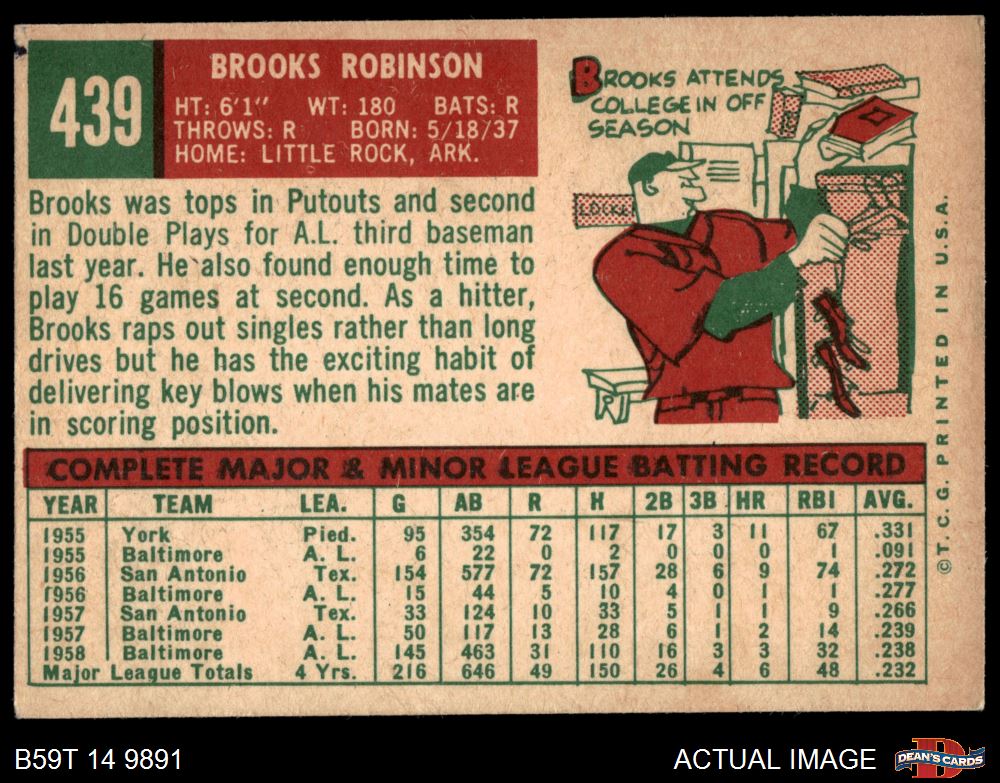 439
BROOKS ROBINSON
HT: 6'1" WT: 180 BATS: R
THROWS: R BORN: 5/18/37
HOME: LITTLE ROCK, ARK.
BROOKS ATTENDS
COLLEGE IN OFF
SEASON
LOCKE
Brooks was tops in Putouts and second
in Double Plays for A.L. third baseman
last year. He also found enough time to
play 16 games at second. As a hitter,
Brooks raps out singles rather than long
drives but he has the exciting habit of
delivering key blows when his mates are
in scoring position.
COMPLETE MAJOR & MINOR LEAGUE BATTING RECORD
YEAR TEAM LEA. G AB R H 2B 3B HR RBI AVG.
1955 York Pied. 95 354 72 117 17 3 11 67 .331
1955 Baltimore A. L. 6 22 0 2 0 0 0 1 .091
1956 San Antonio Tex. 154 577 72 157 28 6 9 74 .272
1956 Baltimore A. L. 15 44 5 10 4 0 1 1 .277
1957 San Antonio Tex. 33 124 10 33 5 1 1 9 .266
1957 Baltimore A. L. 50 117 13 28 6 1 2 14 .239
1958 Baltimore A. L. 145 463 31 110 16 3 3 32 .238
Major League Totals 4 Yrs. 216 646 49 150 26 4 6 48 .232
©T. C. G. PRINTED IN U.S.A.
B59T 14 9891
ACTUAL IMAGE
D
DEAN'S CARDS